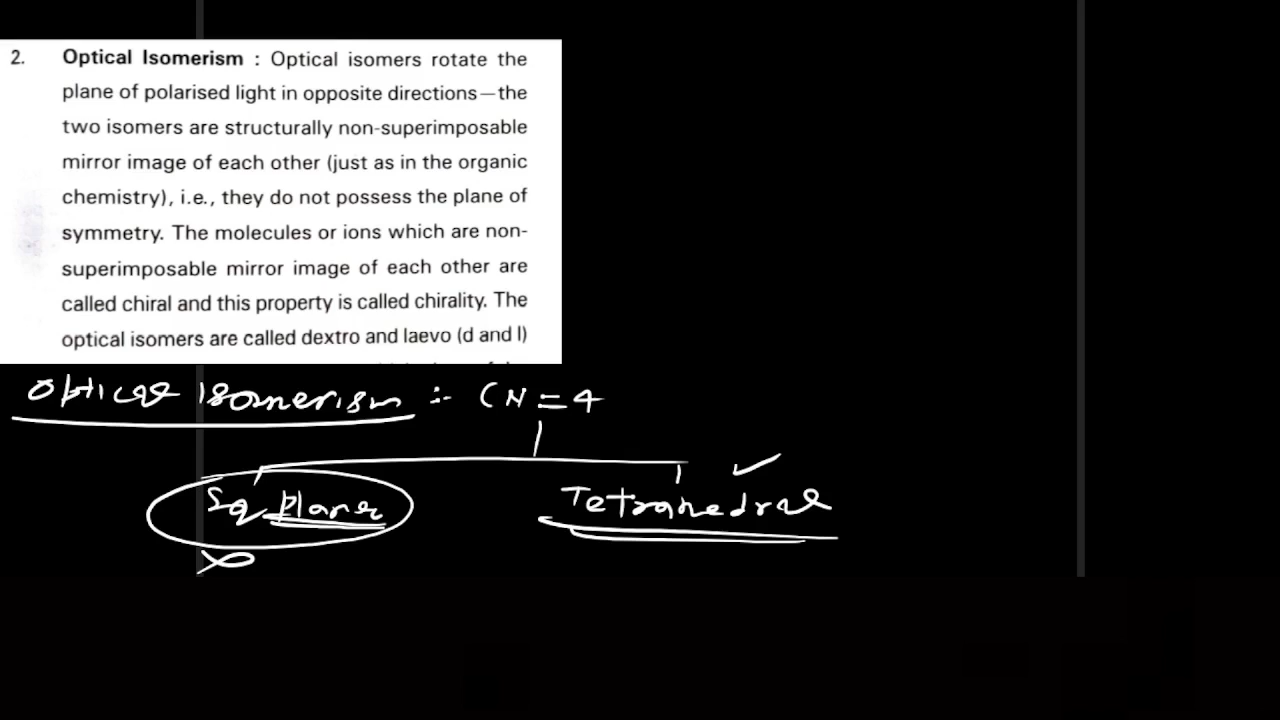 2. Optical Isomerism : Optical isomers rotate the
plane of polarised light in opposite directions—the
two isomers are structurally non-superimposable
mirror image of each other (just as in the organic
chemistry), i.e., they do not possess the plane of
symmetry. The molecules or ions which are non-
superimposable mirror image of each other are
called chiral and this property is called chirality. The
optical isomers are called dextro and laevo (d and l)
Optical Isomerism :- CN = 4
Sq Planer
Tetrahedral